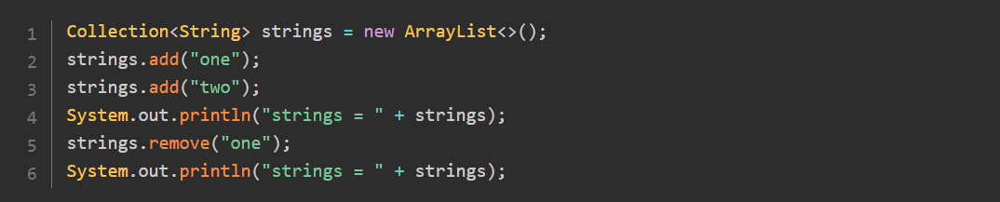 1 Collection<String> strings = new ArrayList<>();
2 strings.add("one");
3 strings.add("two");
4 System.out.println("strings = " + strings);
5 strings.remove("one");
6 System.out.println("strings = " + strings);